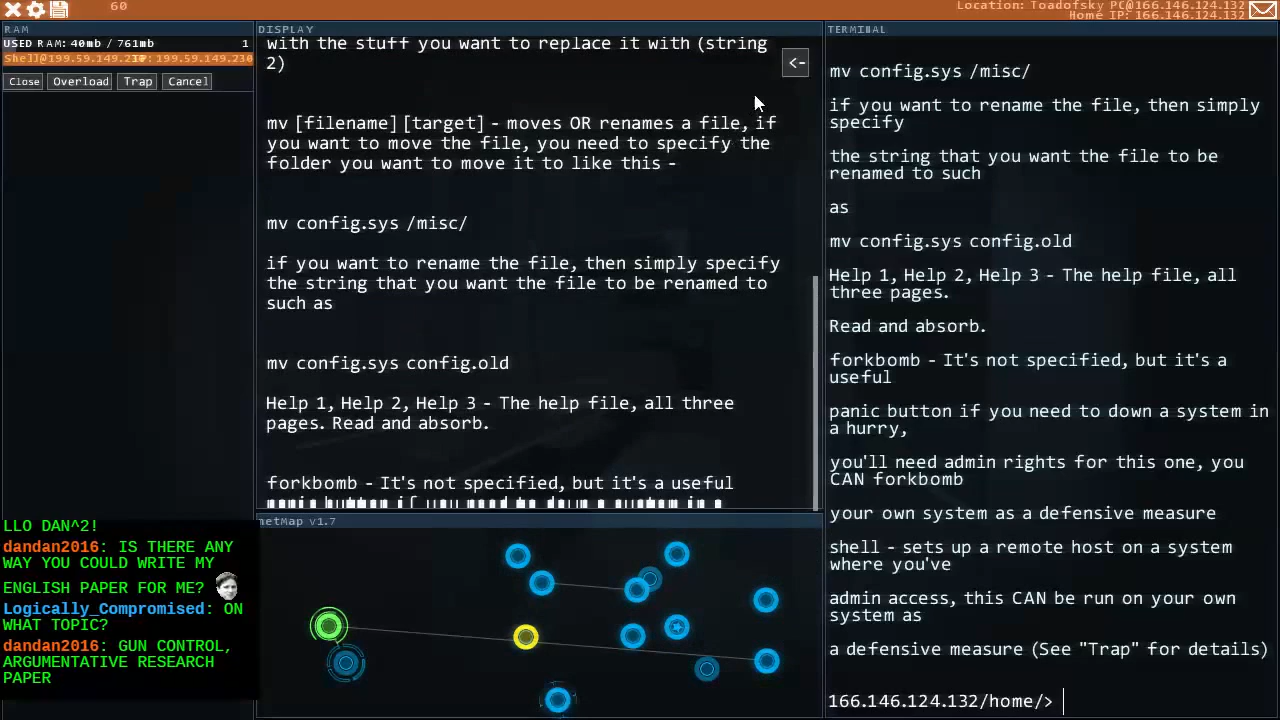 60
Location: Toadofsky PC@166.146.124.132
Home IP: 166.146.124.132
RAM
USED RAM: 40mb / 761mb 1
Shell@199.59.149.230 IP: 199.59.149.230
Close Overload Trap Cancel
DISPLAY
with the stuff you want to replace it with (string
2)
<-
mv [filename] [target] - moves OR renames a file, if
you want to move the file, you need to specify the
folder you want to move it to like this -
mv config.sys /misc/
if you want to rename the file, then simply specify
the string that you want the file to be renamed to
such as
mv config.sys config.old
Help 1, Help 2, Help 3 - The help file, all three
pages. Read and absorb.
forkbomb - It's not specified, but it's a useful
netMap v1.7
LLO DAN^2!
dandan2016: IS THERE ANY
WAY YOU COULD WRITE MY
ENGLISH PAPER FOR ME?
Logically_Compromised: ON
WHAT TOPIC?
dandan2016: GUN CONTROL,
ARGUMENTATIVE RESEARCH
PAPER
TERMINAL
mv config.sys /misc/
if you want to rename the file, then simply
specify
the string that you want the file to be
renamed to such
as
mv config.sys config.old
Help 1, Help 2, Help 3 - The help file, all
three pages.
Read and absorb.
forkbomb - It's not specified, but it's a
useful
panic button if you need to down a system in
a hurry,
you'll need admin rights for this one, you
CAN forkbomb
your own system as a defensive measure
shell - sets up a remote host on a system
where you've
admin access, this CAN be run on your own
system as
a defensive measure (See "Trap" for details)
166.146.124.132/home/>